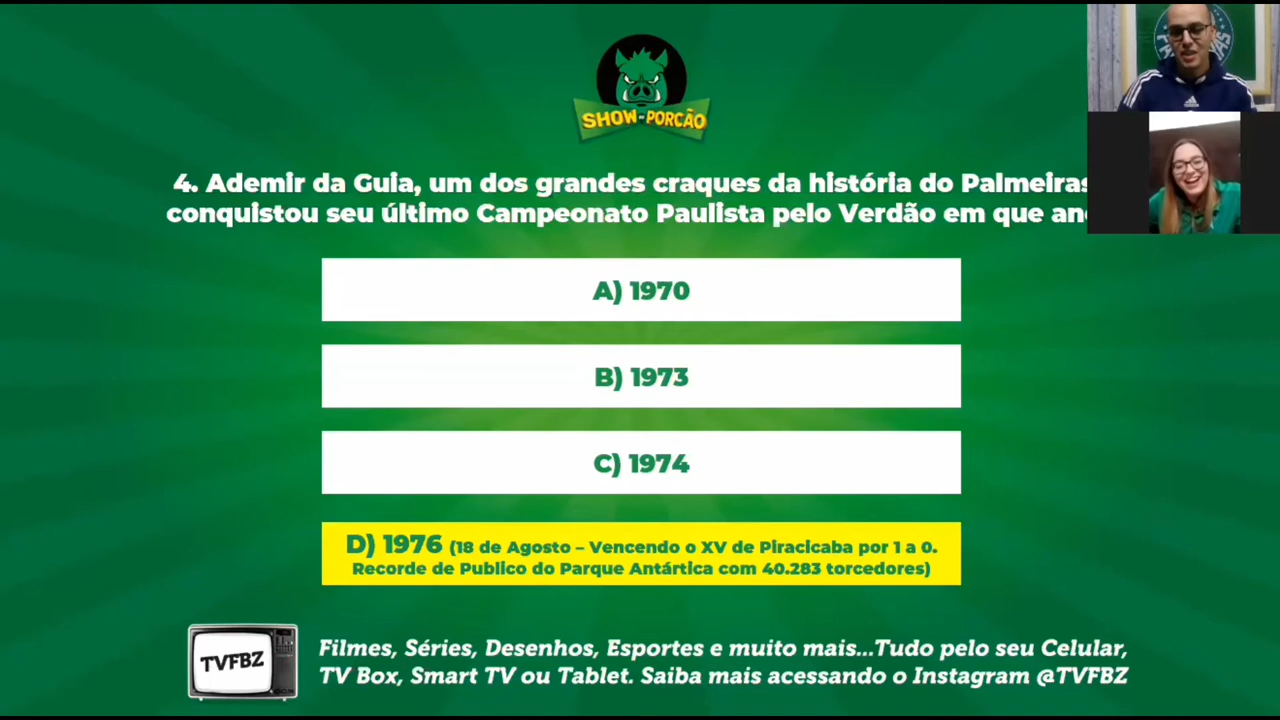 SHOW-PORCÃO
4. Ademir da Guia, um dos grandes craques da história do Palmeiras
conquistou seu último Campeonato Paulista pelo Verdão em que an
A) 1970
B) 1973
C) 1974
D) 1976 (18 de Agosto – Vencendo o XV de Piracicaba por 1 a 0.
Recorde de Publico do Parque Antártica com 40.283 torcedores)
TVFBZ
Filmes, Séries, Desenhos, Esportes e muito mais...Tudo pelo seu Celular,
TV Box, Smart TV ou Tablet. Saiba mais acessando o Instagram @TVFBZ